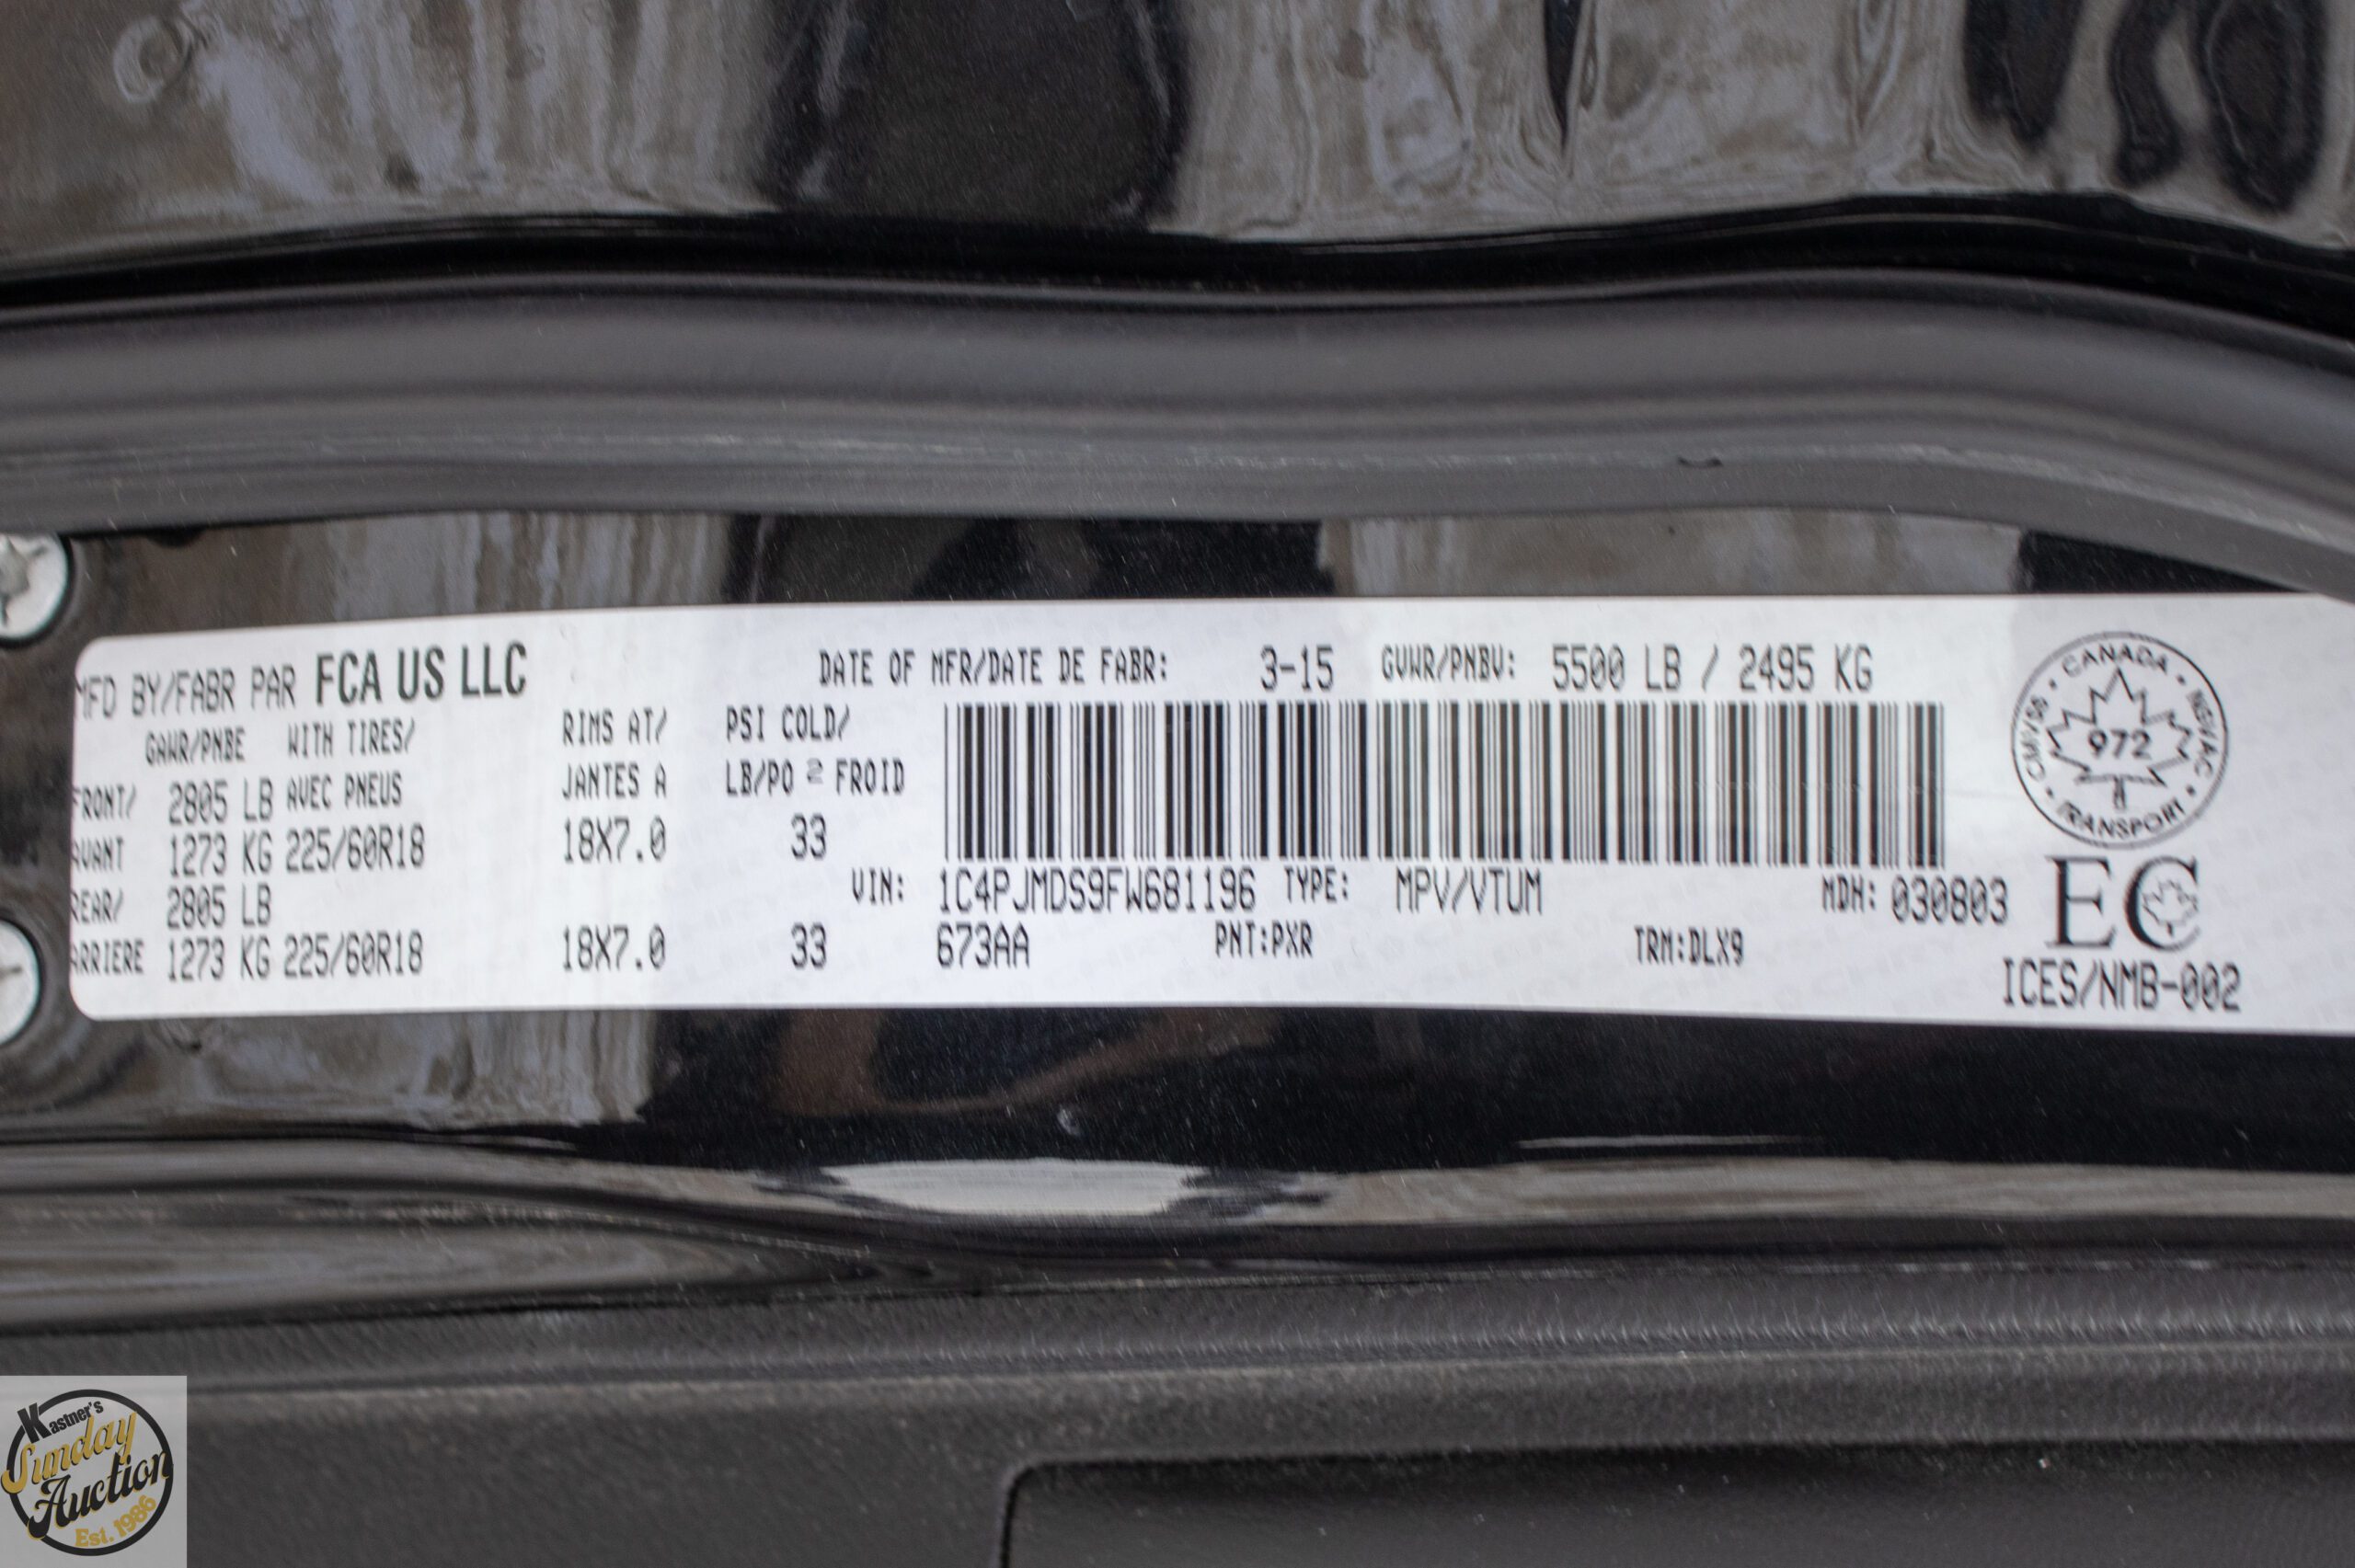 MFD BY/FABR PAR FCA US LLC
DATE OF MFR/DATE DE FABR: 3-15 GVWR/PNBV: 5500 LB / 2495 KG
GAWR/PNBE WITH TIRES/ RIMS AT/ PSI COLD/
FRONT/ 2805 LB AVEC PNEUS JANTES A LB/PO 2 FROID
AVANT 1273 KG 225/60R18 18X7.0 33
REAR/ 2805 LB
ARRIERE 1273 KG 225/60R18 18X7.0 33
VIN: 1C4PJMDS9FW681196 TYPE: MPV/VTUM MDH: 030803
673AA PNT:PXR TRM:DLX9
CANADA • NSV/AC • TRANSPORT • CMV/SS •
972
EC
ICES/NMB-002
Kastner's
Sunday
Auction
Est. 1986